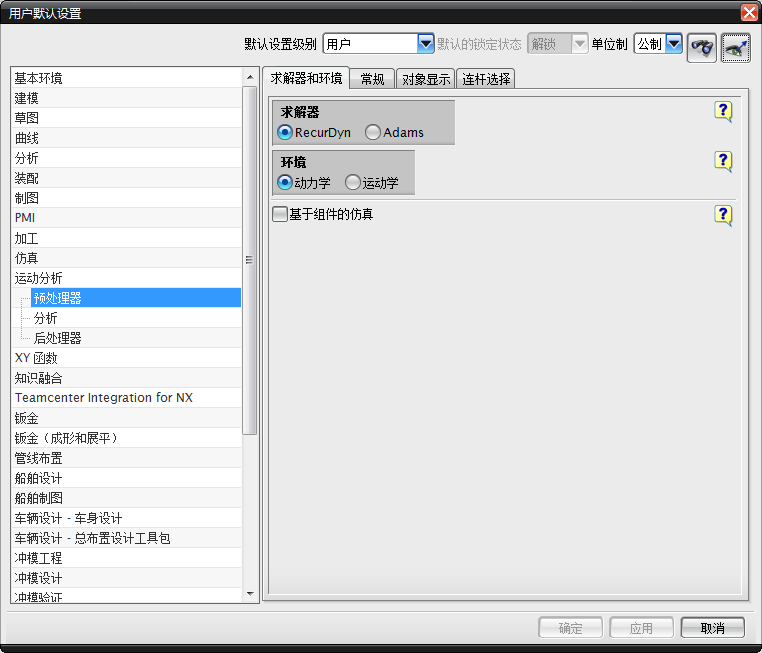 用户默认设置
默认设置级别 用户 默认的锁定状态 解锁 单位制 公制
基本环境
建模
草图
曲线
分析
装配
制图
PMI
加工
仿真
运动分析
预处理器
分析
后处理器
XY 函数
知识融合
Teamcenter Integration for NX
钣金
钣金（成形和展平）
管线布置
船舶设计
船舶制图
车辆设计 - 车身设计
车辆设计 - 总布置设计工具包
冲模工程
冲模设计
冲模验证
求解器和环境 常规 对象显示 连杆选择
求解器
RecurDyn Adams
环境
动力学 运动学
基于组件的仿真
确定 应用 取消